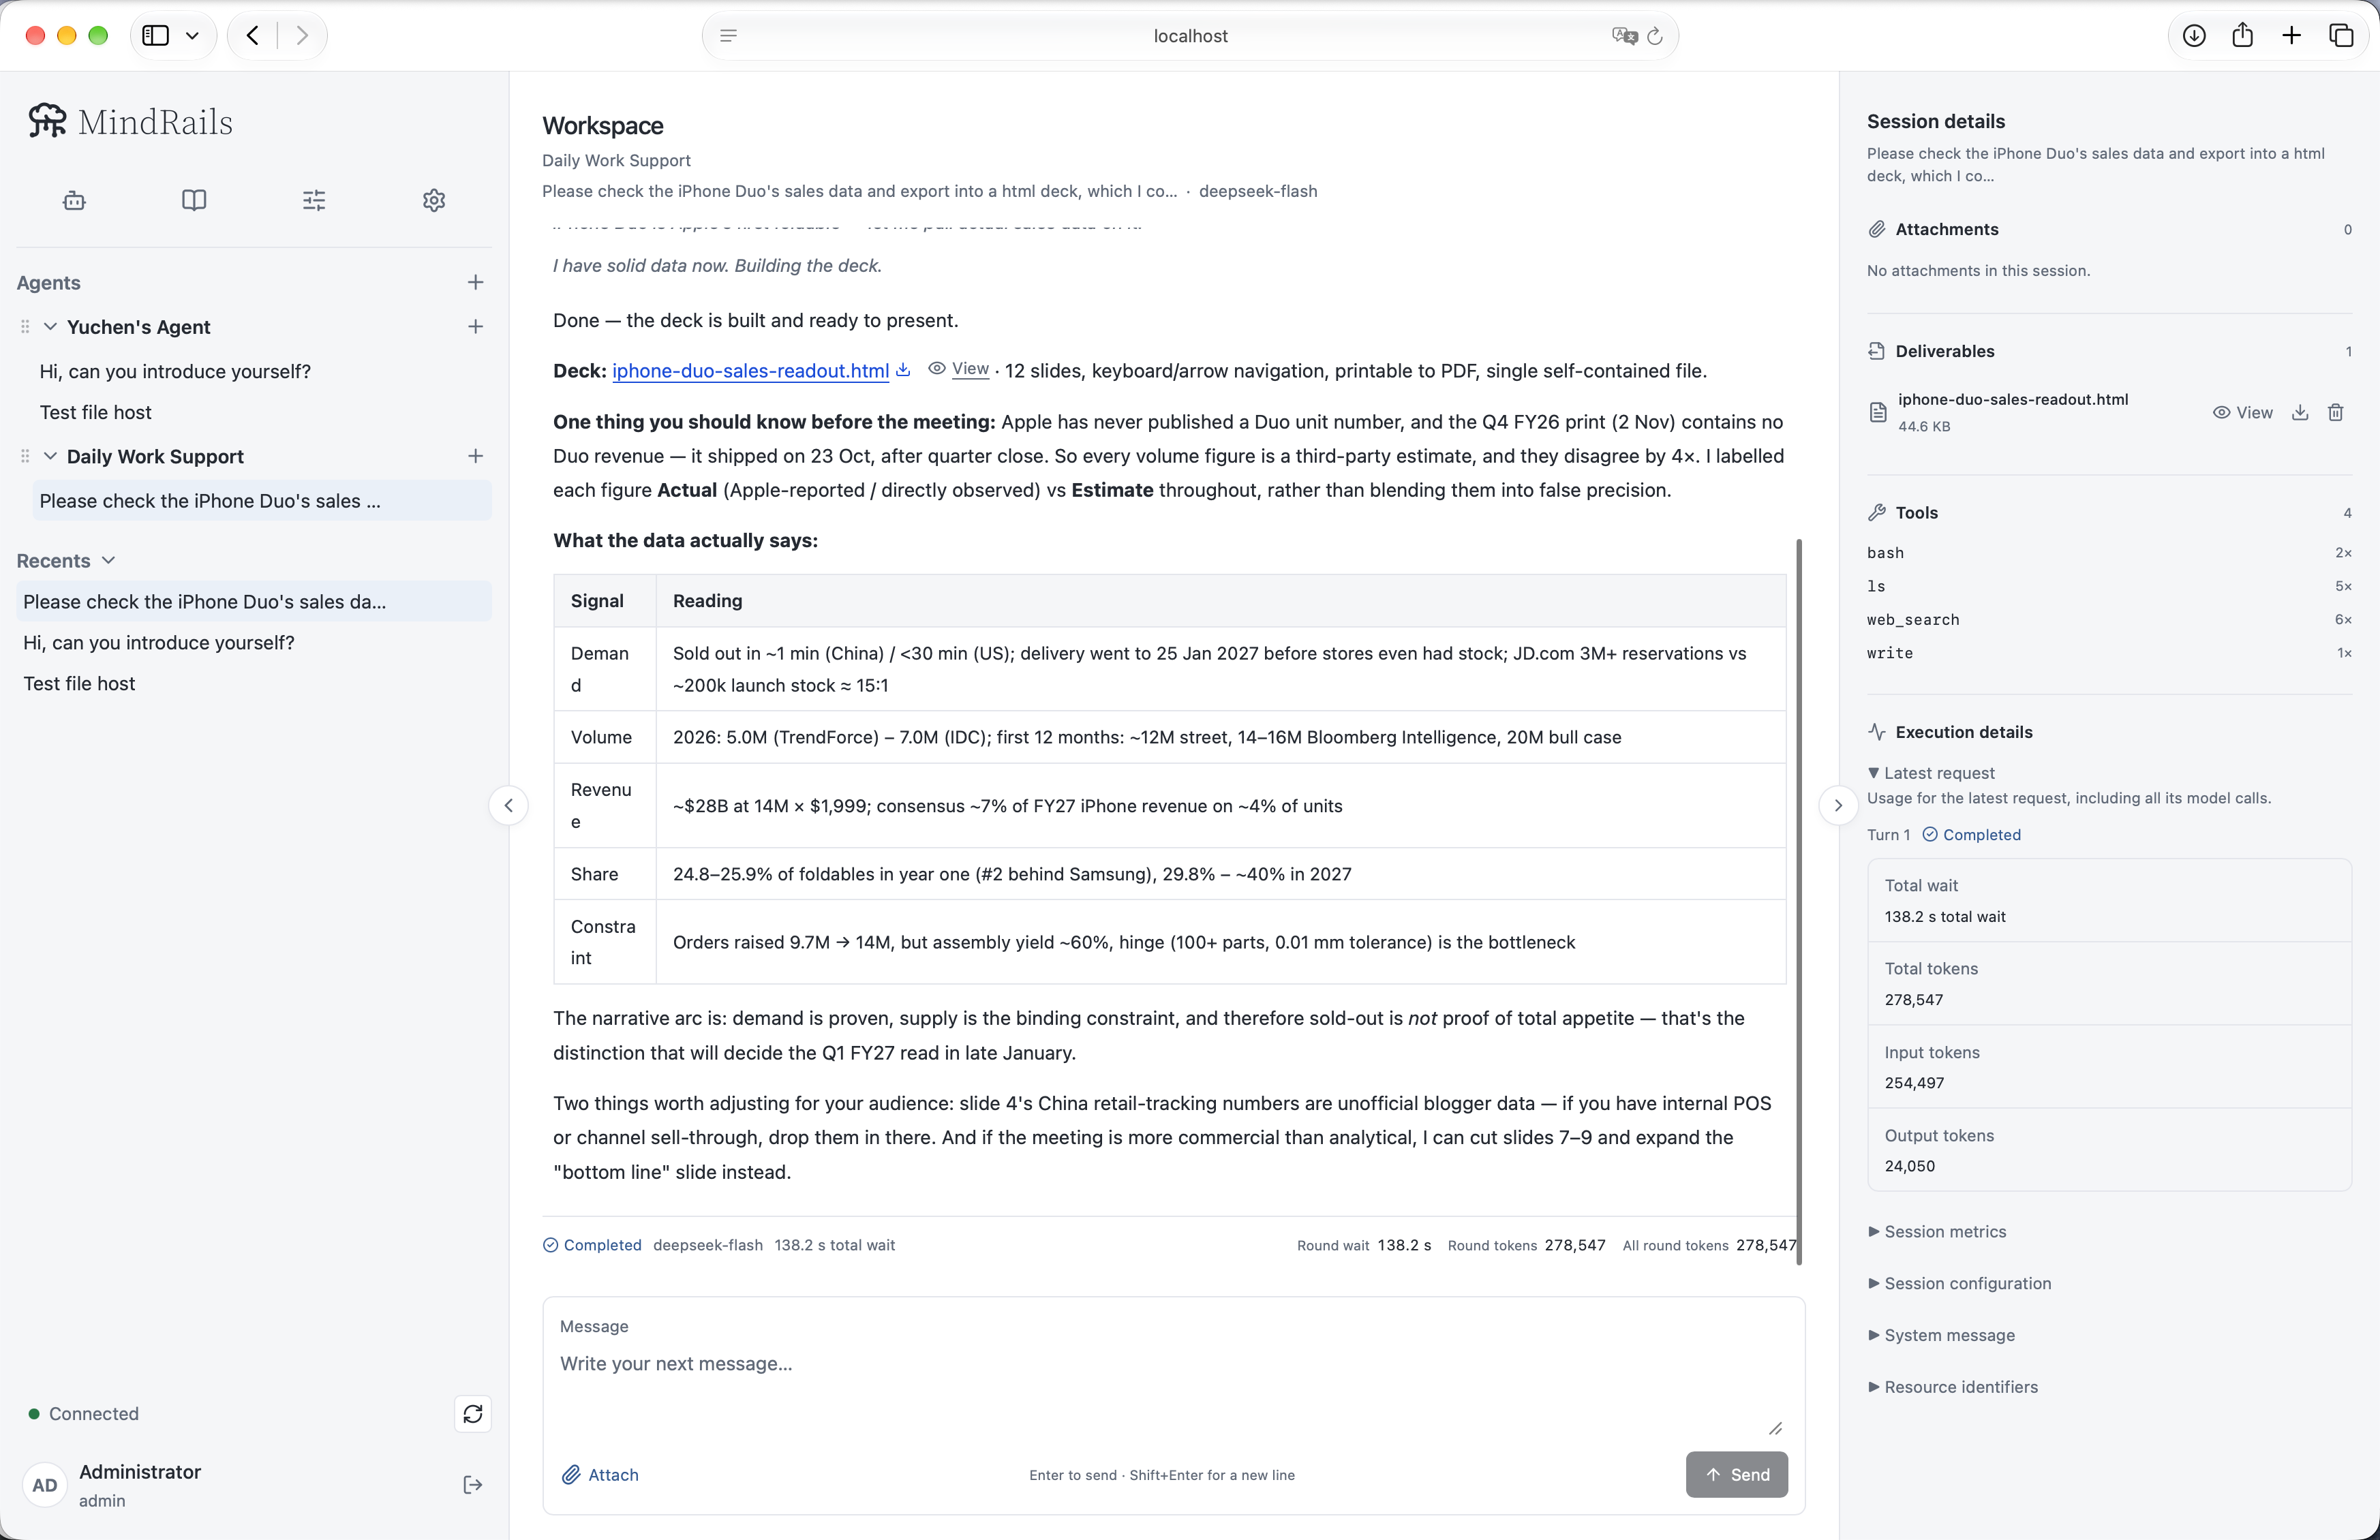 localhost
MindRails
Agents
Yuchen's Agent
Hi, can you introduce yourself?
Test file host
Daily Work Support
Please check the iPhone Duo's sales ...
Recents
Please check the iPhone Duo's sales da...
Hi, can you introduce yourself?
Test file host
Connected
AD
Administrator
admin
Workspace
Daily Work Support
Please check the iPhone Duo's sales data and export into a html deck, which I co... · deepseek-flash
I have solid data now. Building the deck.
Done — the deck is built and ready to present.
Deck: iphone-duo-sales-readout.html View · 12 slides, keyboard/arrow navigation, printable to PDF, single self-contained file.
One thing you should know before the meeting: Apple has never published a Duo unit number, and the Q4 FY26 print (2 Nov) contains no
Duo revenue — it shipped on 23 Oct, after quarter close. So every volume figure is a third-party estimate, and they disagree by 4×. I labelled
each figure Actual (Apple-reported / directly observed) vs Estimate throughout, rather than blending them into false precision.
What the data actually says:
Signal Reading
Deman
d
Sold out in ~1 min (China) / <30 min (US); delivery went to 25 Jan 2027 before stores even had stock; JD.com 3M+ reservations vs
~200k launch stock ≈ 15:1
Volume 2026: 5.0M (TrendForce) – 7.0M (IDC); first 12 months: ~12M street, 14–16M Bloomberg Intelligence, 20M bull case
Revenu
e
~$28B at 14M × $1,999; consensus ~7% of FY27 iPhone revenue on ~4% of units
Share 24.8–25.9% of foldables in year one (#2 behind Samsung), 29.8% – ~40% in 2027
Constra
int
Orders raised 9.7M → 14M, but assembly yield ~60%, hinge (100+ parts, 0.01 mm tolerance) is the bottleneck
The narrative arc is: demand is proven, supply is the binding constraint, and therefore sold-out is not proof of total appetite — that's the
distinction that will decide the Q1 FY27 read in late January.
Two things worth adjusting for your audience: slide 4's China retail-tracking numbers are unofficial blogger data — if you have internal POS
or channel sell-through, drop them in there. And if the meeting is more commercial than analytical, I can cut slides 7–9 and expand the
"bottom line" slide instead.
Completed deepseek-flash 138.2 s total wait Round wait 138.2 s Round tokens 278,547 All round tokens 278,547
Message
Write your next message...
Attach
Enter to send · Shift+Enter for a new line
Send
Session details
Please check the iPhone Duo's sales data and export into a html
deck, which I co...
Attachments 0
No attachments in this session.
Deliverables 1
iphone-duo-sales-readout.html
44.6 KB
View
Tools 4
bash 2×
ls 5×
web_search 6×
write 1×
Execution details
Latest request
Usage for the latest request, including all its model calls.
Turn 1 Completed
Total wait
138.2 s total wait
Total tokens
278,547
Input tokens
254,497
Output tokens
24,050
Session metrics
Session configuration
System message
Resource identifiers